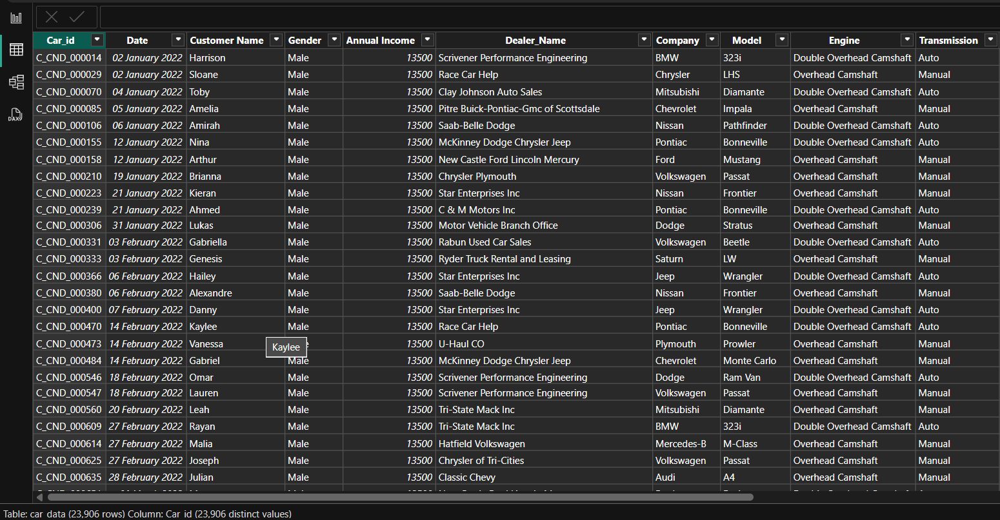 Car_id Date Customer Name Gender Annual Income Dealer_Name Company Model Engine Transmission
C_CND_000014 02 January 2022 Harrison Male 13500 Scrivener Performance Engineering BMW 323i Double Overhead Camshaft Auto
C_CND_000029 02 January 2022 Sloane Male 13500 Race Car Help Chrysler LHS Overhead Camshaft Manual
C_CND_000070 04 January 2022 Toby Male 13500 Clay Johnson Auto Sales Mitsubishi Diamante Double Overhead Camshaft Auto
C_CND_000085 05 January 2022 Amelia Male 13500 Pitre Buick-Pontiac-Gmc of Scottsdale Chevrolet Impala Overhead Camshaft Manual
C_CND_000106 06 January 2022 Amirah Male 13500 Saab-Belle Dodge Nissan Pathfinder Double Overhead Camshaft Auto
C_CND_000155 12 January 2022 Nina Male 13500 McKinney Dodge Chrysler Jeep Pontiac Bonneville Double Overhead Camshaft Auto
DAX
C_CND_000158 12 January 2022 Arthur Male 13500 New Castle Ford Lincoln Mercury Ford Mustang Overhead Camshaft Manual
C_CND_000210 19 January 2022 Brianna Male 13500 Chrysler Plymouth Volkswagen Passat Overhead Camshaft Manual
C_CND_000223 21 January 2022 Kieran Male 13500 Star Enterprises Inc Nissan Frontier Overhead Camshaft Manual
C_CND_000239 21 January 2022 Ahmed Male 13500 C & M Motors Inc Pontiac Bonneville Double Overhead Camshaft Auto
C_CND_000306 31 January 2022 Lukas Male 13500 Motor Vehicle Branch Office Dodge Stratus Overhead Camshaft Manual
C_CND_000331 03 February 2022 Gabriella Male 13500 Rabun Used Car Sales Volkswagen Beetle Double Overhead Camshaft Auto
C_CND_000333 03 February 2022 Genesis Male 13500 Ryder Truck Rental and Leasing Saturn LW Overhead Camshaft Manual
C_CND_000366 06 February 2022 Hailey Male 13500 Star Enterprises Inc Jeep Wrangler Double Overhead Camshaft Auto
C_CND_000380 06 February 2022 Alexandre Male 13500 Saab-Belle Dodge Nissan Frontier Overhead Camshaft Manual
C_CND_000400 07 February 2022 Danny Male 13500 Star Enterprises Inc Jeep Wrangler Double Overhead Camshaft Auto
C_CND_000470 14 February 2022 Kaylee Male 13500 Race Car Help Pontiac Bonneville Double Overhead Camshaft Auto
C_CND_000473 14 February 2022 Vanessa 13500 U-Haul CO Plymouth Prowler Overhead Camshaft Manual
Kaylee
C_CND_000484 14 February 2022 Gabriel Male 13500 McKinney Dodge Chrysler Jeep Chevrolet Monte Carlo Overhead Camshaft Manual
C_CND_000546 18 February 2022 Omar Male 13500 Scrivener Performance Engineering Dodge Ram Van Double Overhead Camshaft Auto
C_CND_000547 18 February 2022 Lauren Male 13500 Scrivener Performance Engineering Volkswagen Passat Overhead Camshaft Manual
C_CND_000560 20 February 2022 Leah Male 13500 Tri-State Mack Inc Mitsubishi Diamante Overhead Camshaft Manual
C_CND_000609 27 February 2022 Rayan Male 13500 Tri-State Mack Inc BMW 323i Double Overhead Camshaft Auto
C_CND_000614 27 February 2022 Malia Male 13500 Hatfield Volkswagen Mercedes-B M-Class Overhead Camshaft Manual
C_CND_000625 27 February 2022 Joseph Male 13500 Chrysler of Tri-Cities Volkswagen Passat Overhead Camshaft Manual
C_CND_000635 28 February 2022 Julian Male 13500 Classic Chevy Audi A4 Overhead Camshaft Manual
Table: car_data (23,906 rows) Column: Car_id (23,906 distinct values)